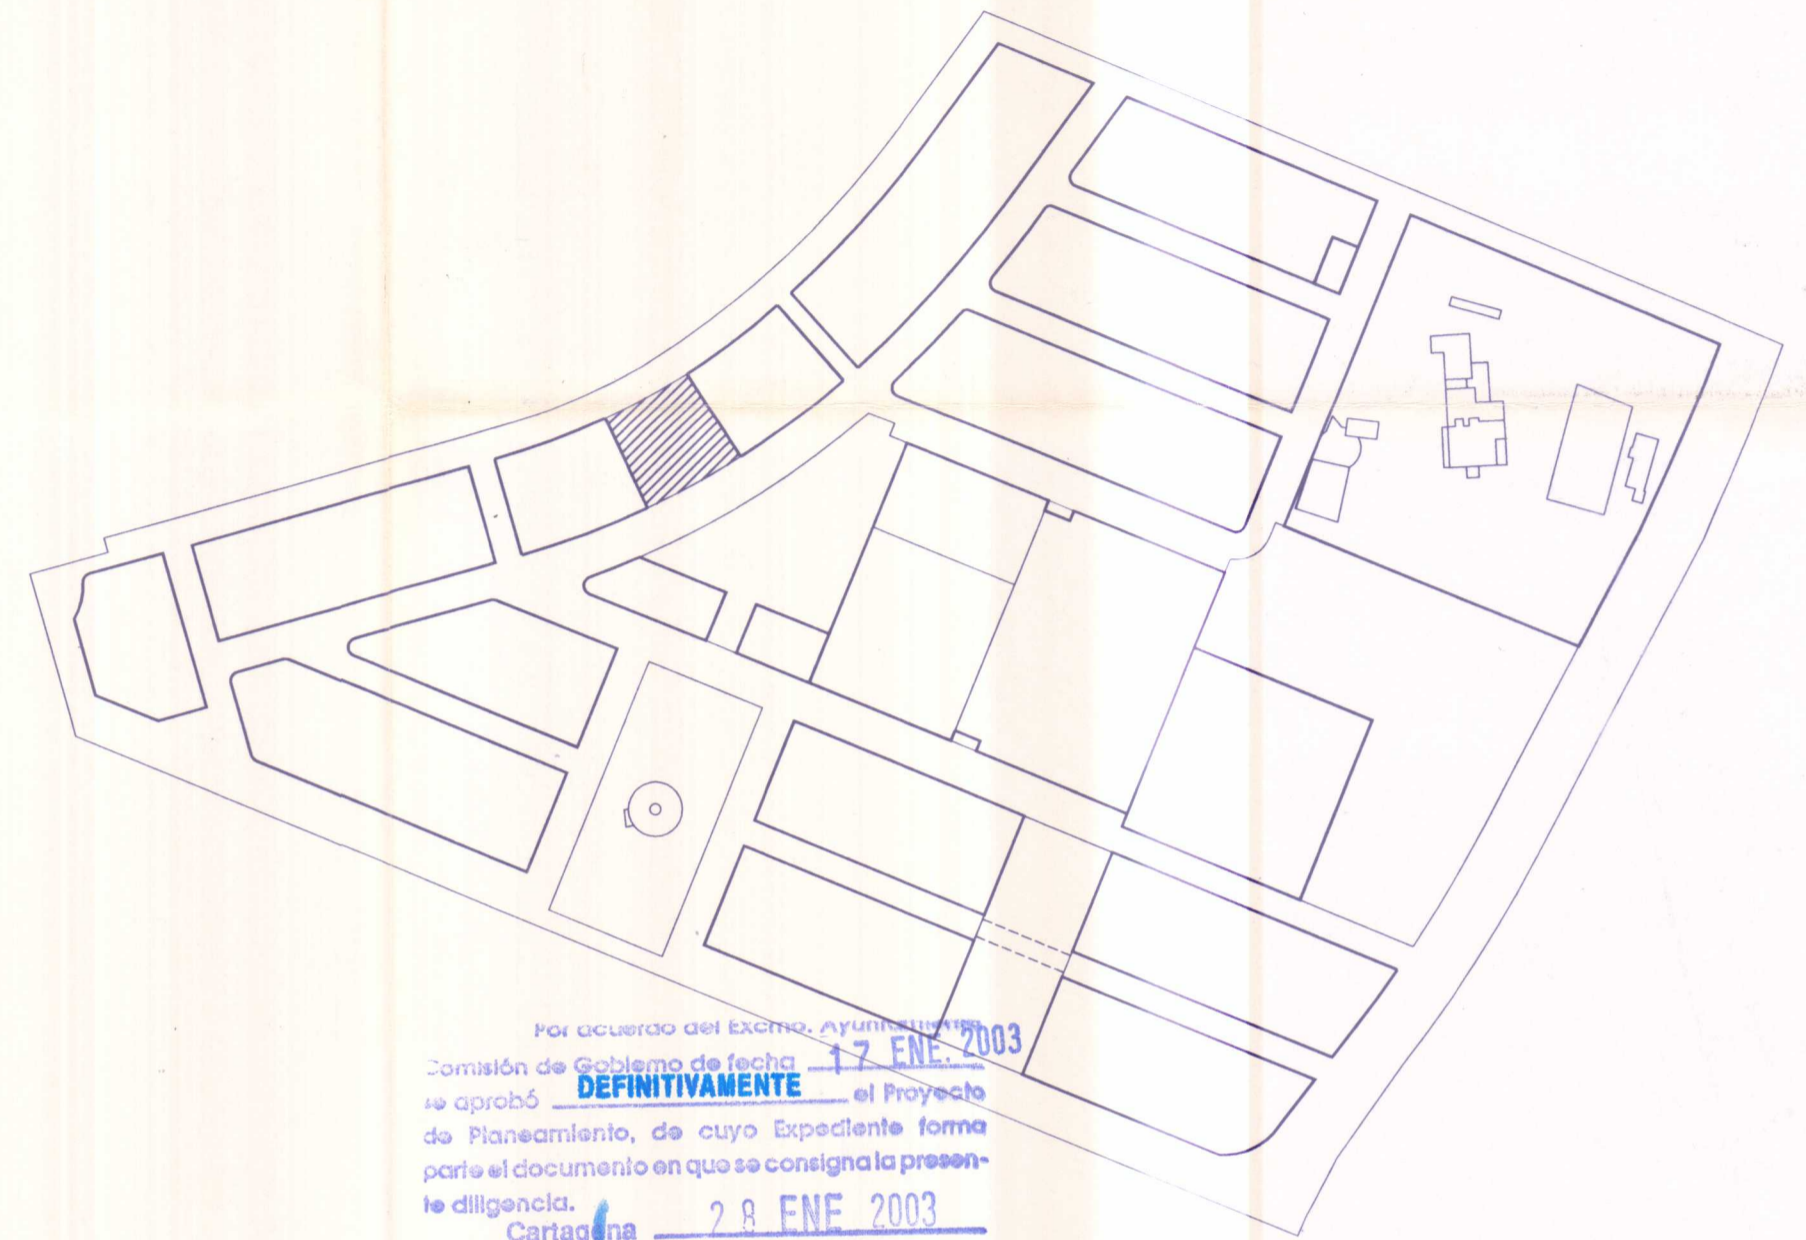 Por acuerdo del Excmo. Ayuntamiento
Comisión de Gobierno de fecha 17 ENE. 2003
se aprobó DEFINITIVAMENTE el Proyecto
de Planeamiento, de cuyo Expediente forma
parte el documento en que se consigna la presen-
te diligencia.
Cartagena 28 ENE 2003